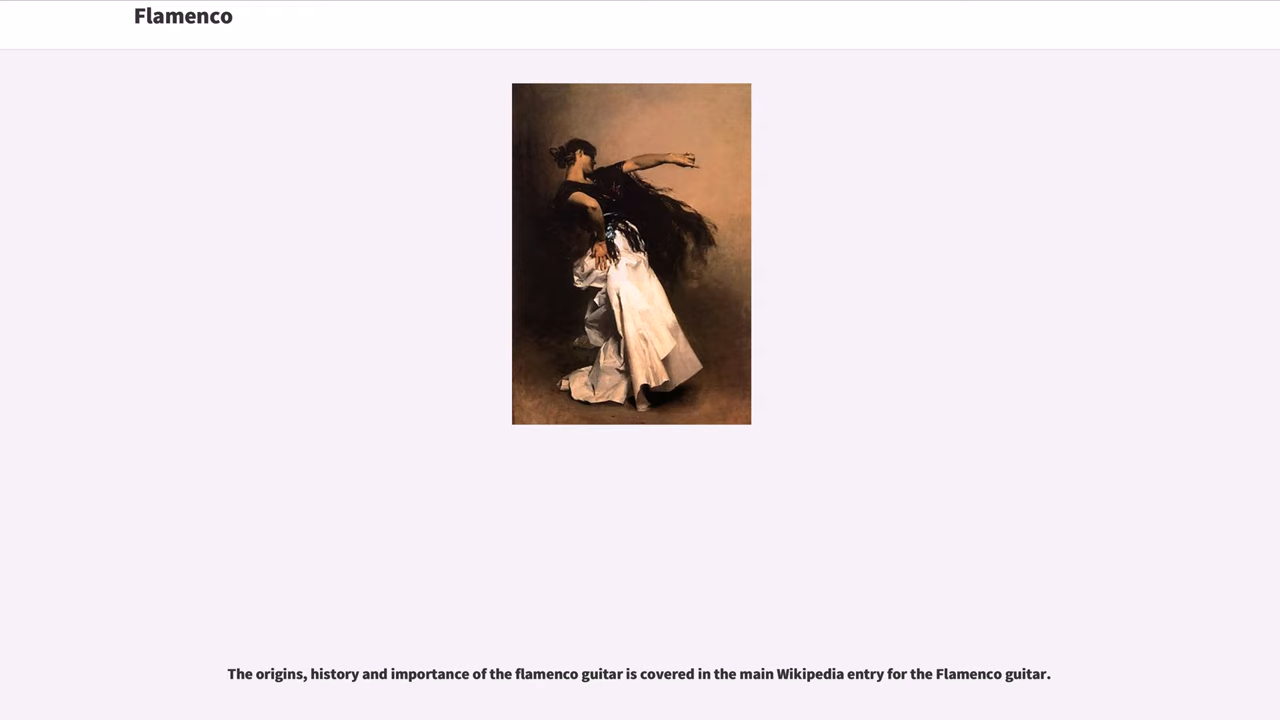 Flamenco
The origins, history and importance of the flamenco guitar is covered in the main Wikipedia entry for the Flamenco guitar.